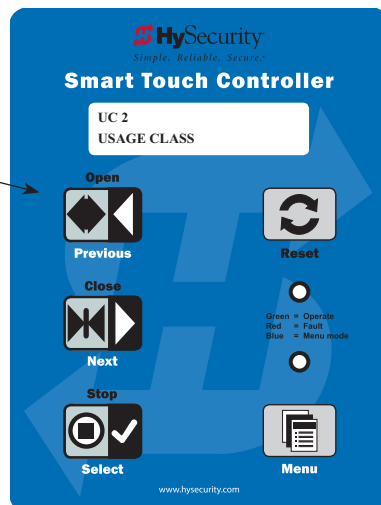 HySecurity
Simple. Reliable. Secure.™
Smart Touch Controller
UC 2
USAGE CLASS
Open
Previous
Reset
Close
Green = Operate
Red = Fault
Blue = Menu mode
Next
Stop
Select
Menu
www.hysecurity.com